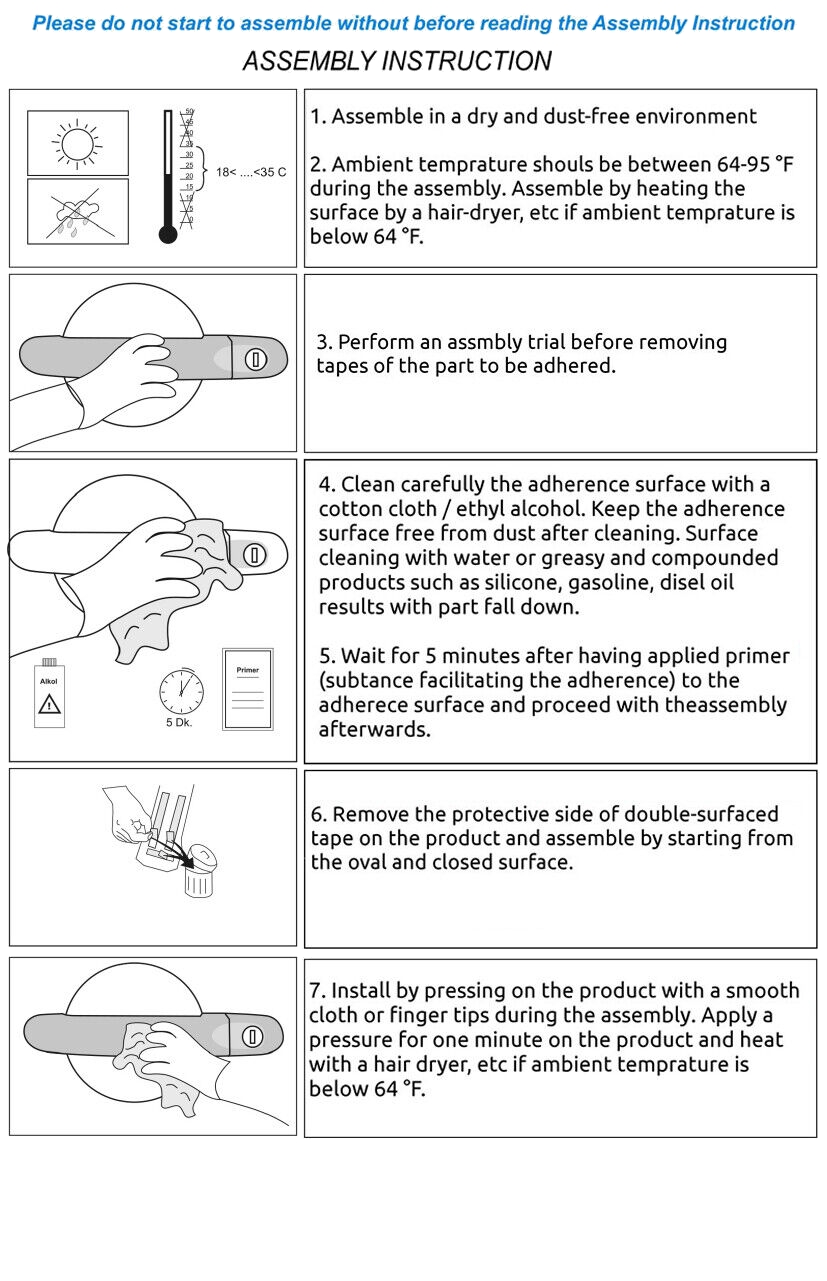 Please do not start to assemble without before reading the Assembly Instruction
ASSEMBLY INSTRUCTION
50
45
40
35
30
25
20
15
10
5
0
18< ....<35 C
1. Assemble in a dry and dust-free environment
2. Ambient temprature shouls be between 64-95 °F
during the assembly. Assemble by heating the
surface by a hair-dryer, etc if ambient temprature is
below 64 °F.
3. Perform an assmbly trial before removing
tapes of the part to be adhered.
4. Clean carefully the adherence surface with a
cotton cloth / ethyl alcohol. Keep the adherence
surface free from dust after cleaning. Surface
cleaning with water or greasy and compounded
products such as silicone, gasoline, disel oil
results with part fall down.
Alkol
5 Dk.
Primer
5. Wait for 5 minutes after having applied primer
(subtance facilitating the adherence) to the
adherece surface and proceed with theassembly
afterwards.
6. Remove the protective side of double-surfaced
tape on the product and assemble by starting from
the oval and closed surface.
7. Install by pressing on the product with a smooth
cloth or finger tips during the assembly. Apply a
pressure for one minute on the product and heat
with a hair dryer, etc if ambient temprature is
below 64 °F.